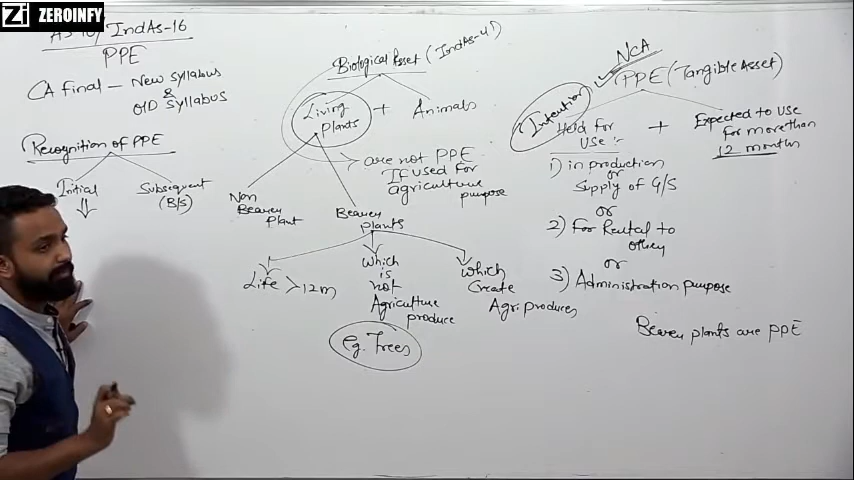 Zi ZEROINFY
AS 10/ IndAs-16
PPE
CA Final - New Syllabus
&
OlD Syllabus
Recognition of PPE
Initial
Subsequent
(B/S)
Biological Asset (IndAs-41)
Living
plants + Animals
are not PPE
If used for
agriculture
purpose
Non
Bearer
Plant
Bearer
plants
Life >12m
Which
is
not
Agriculture
produce
Which
Create
Agri produces
eg. Trees
NCA
PPE (Tangible Asset)
Intention
Held for
Use :-
+ Expected to use
for more than
12 months
1) in production
or
Supply of G/S
or
2) For Rental to
others
or
3) Administration purpose
Bearer plants are PPE